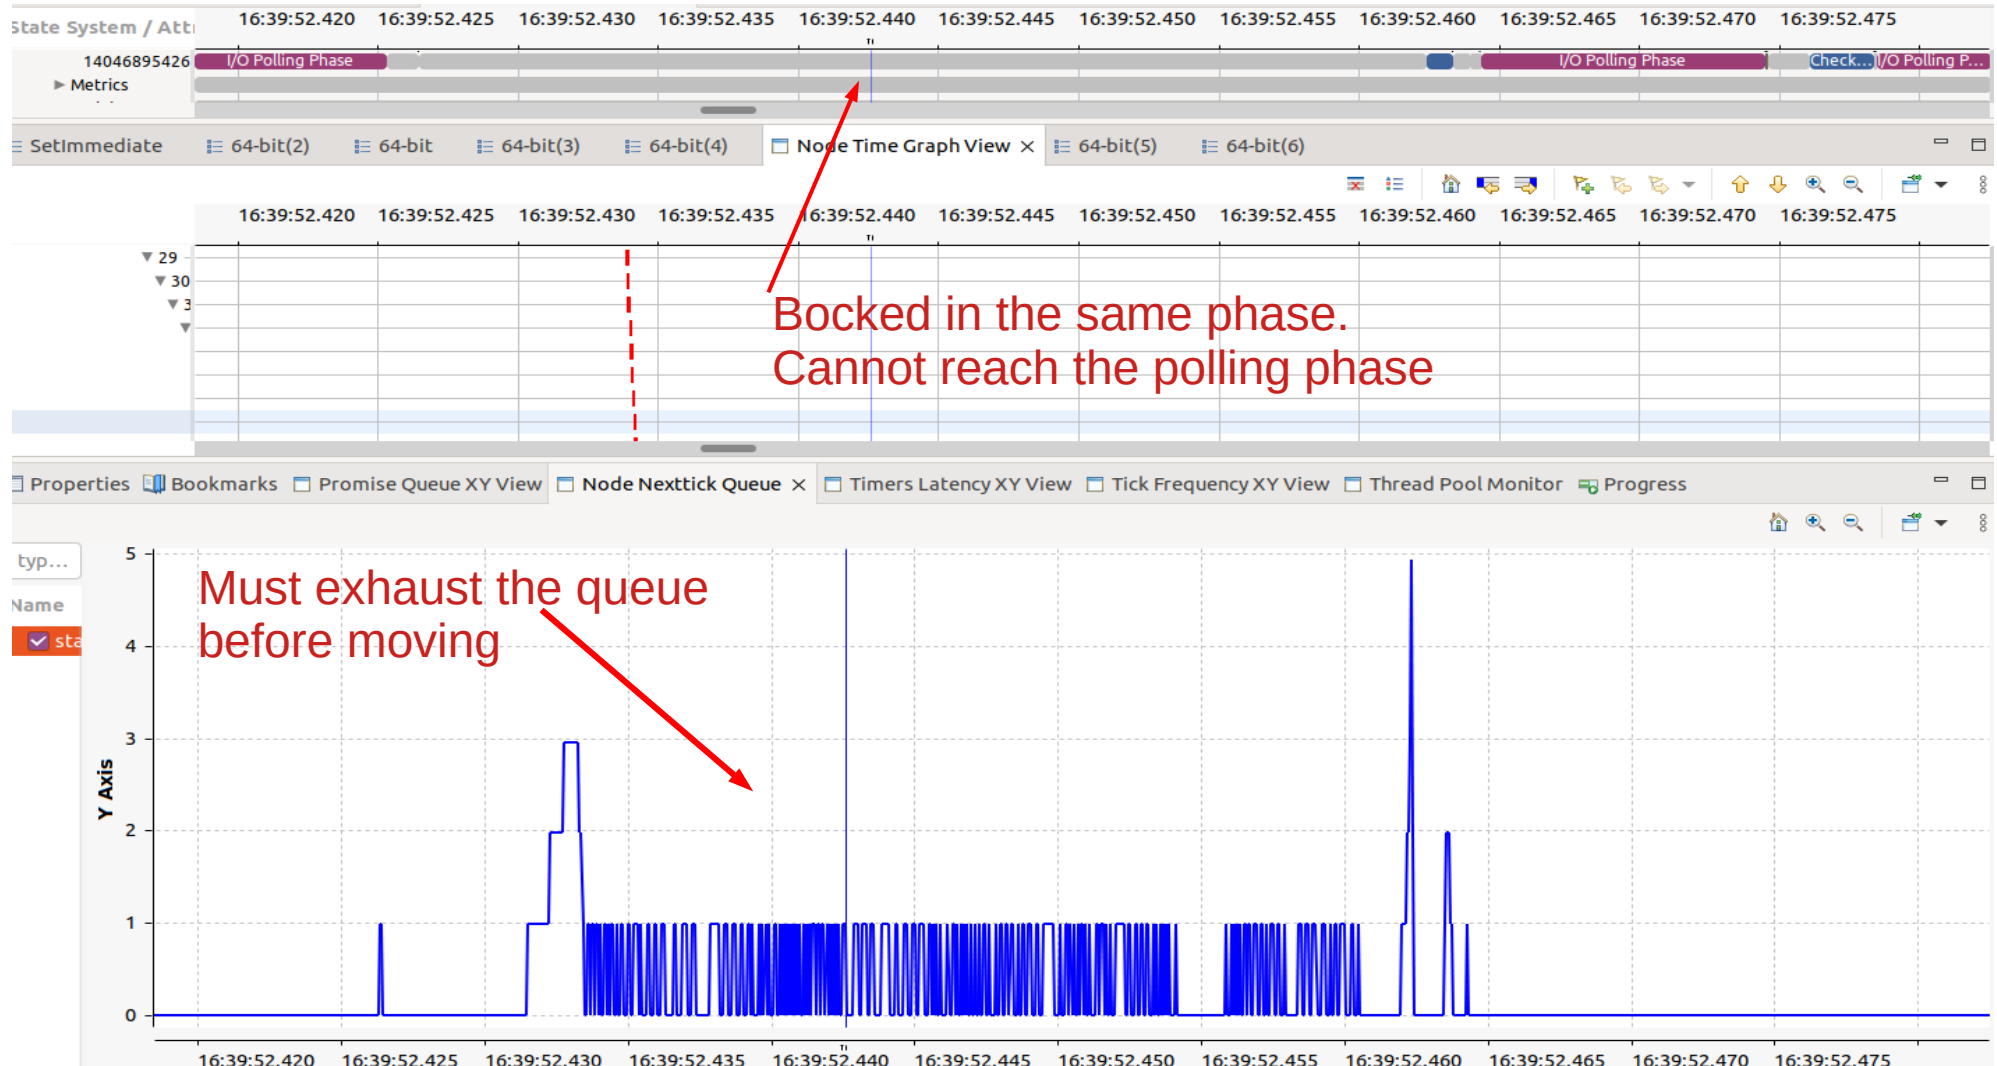 State System / Attr
16:39:52.420 16:39:52.425 16:39:52.430 16:39:52.435 16:39:52.440 16:39:52.445 16:39:52.450 16:39:52.455 16:39:52.460 16:39:52.465 16:39:52.470 16:39:52.475
14046895426 I/O Polling Phase I/O Polling Phase Check... I/O Polling P...
Metrics
SetImmediate 64-bit(2) 64-bit 64-bit(3) 64-bit(4) Node Time Graph View 64-bit(5) 64-bit(6)
16:39:52.420 16:39:52.425 16:39:52.430 16:39:52.435 16:39:52.440 16:39:52.445 16:39:52.450 16:39:52.455 16:39:52.460 16:39:52.465 16:39:52.470 16:39:52.475
29
30
3
Bocked in the same phase.
Cannot reach the polling phase
Properties Bookmarks Promise Queue XY View Node Nexttick Queue Timers Latency XY View Tick Frequency XY View Thread Pool Monitor Progress
typ...
Name
sta
Must exhaust the queue
before moving
5
4
3
2
1
0
Y Axis
16:39:52.420 16:39:52.425 16:39:52.430 16:39:52.435 16:39:52.440 16:39:52.445 16:39:52.450 16:39:52.455 16:39:52.460 16:39:52.465 16:39:52.470 16:39:52.475